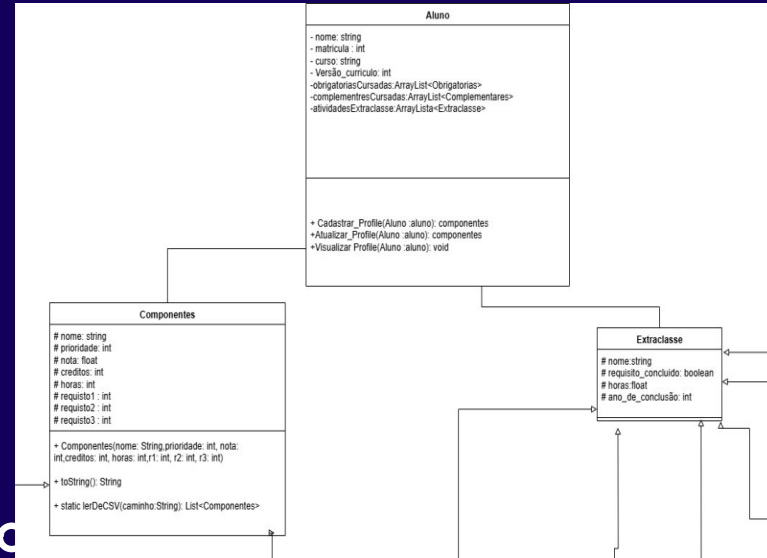 Aluno
- nome: string
- matricula : int
- curso: string
- Versão_curriculo: int
-obrigatoriasCursadas:ArrayList<Obrigatorias>
-complementresCursadas:ArrayList<Complementares>
-atividadesExtraclasse:ArrayLista<Extraclasse>
+ Cadastrar_Profile(Aluno :aluno): componentes
+Atualizar_Profile(Aluno :aluno): componentes
+Visualizar Profile(Aluno :aluno): void
Componentes
# nome: string
# prioridade: int
# nota: float
# creditos: int
# horas: int
# requisto1 : int
# requisto2 : int
# requisto3 : int
+ Componentes(nome: String,prioridade: int, nota:
int,creditos: int, horas: int,r1: int, r2: int, r3: int)
+ toString(): String
+ static lerDeCSV(caminho:String): List<Componentes>
Extraclasse
# nome:string
# requisito_concluido: boolean
# horas:float
# ano_de_conclusão: int